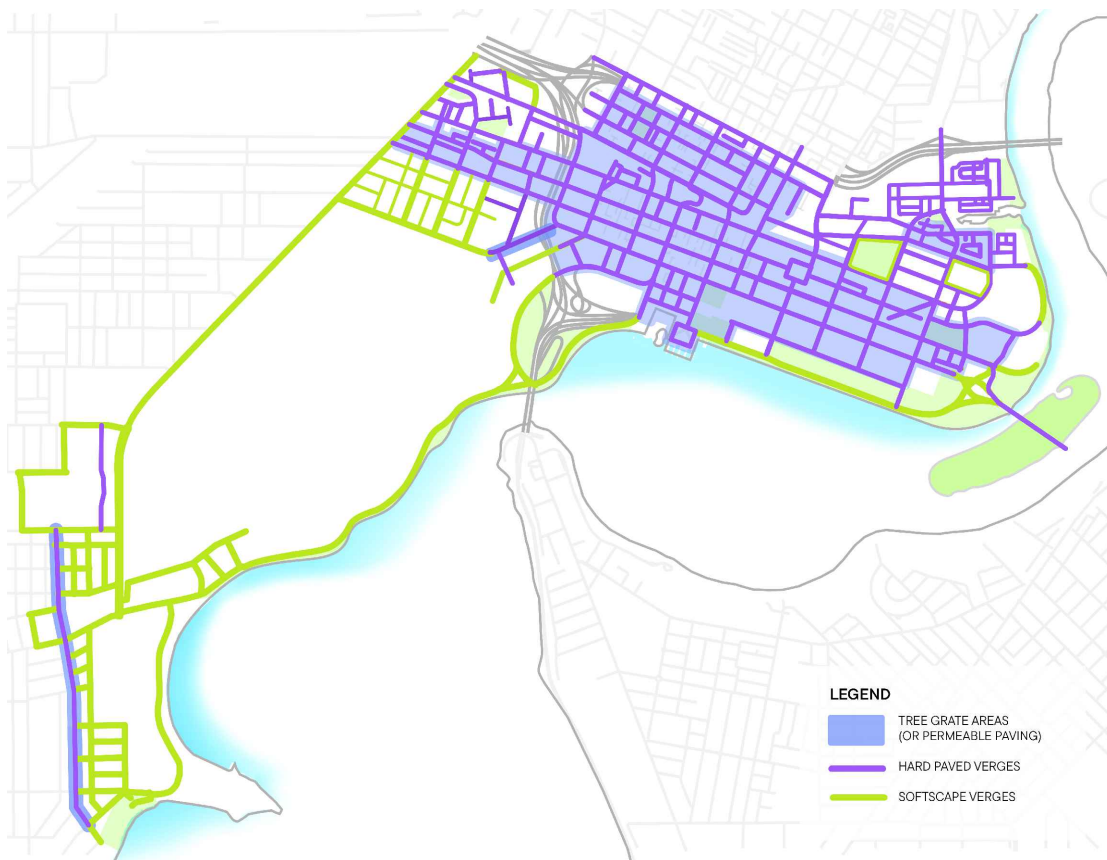 LEGEND
TREE GRATE AREAS
(OR PERMEABLE PAVING)
HARD PAVED VERGES
SOFTSCAPE VERGES